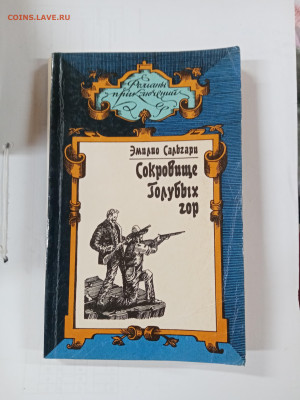 COINS.LAVE.RU
Романы
приключений
Эмилио Сальгари
Сокровище
Голубых
гор